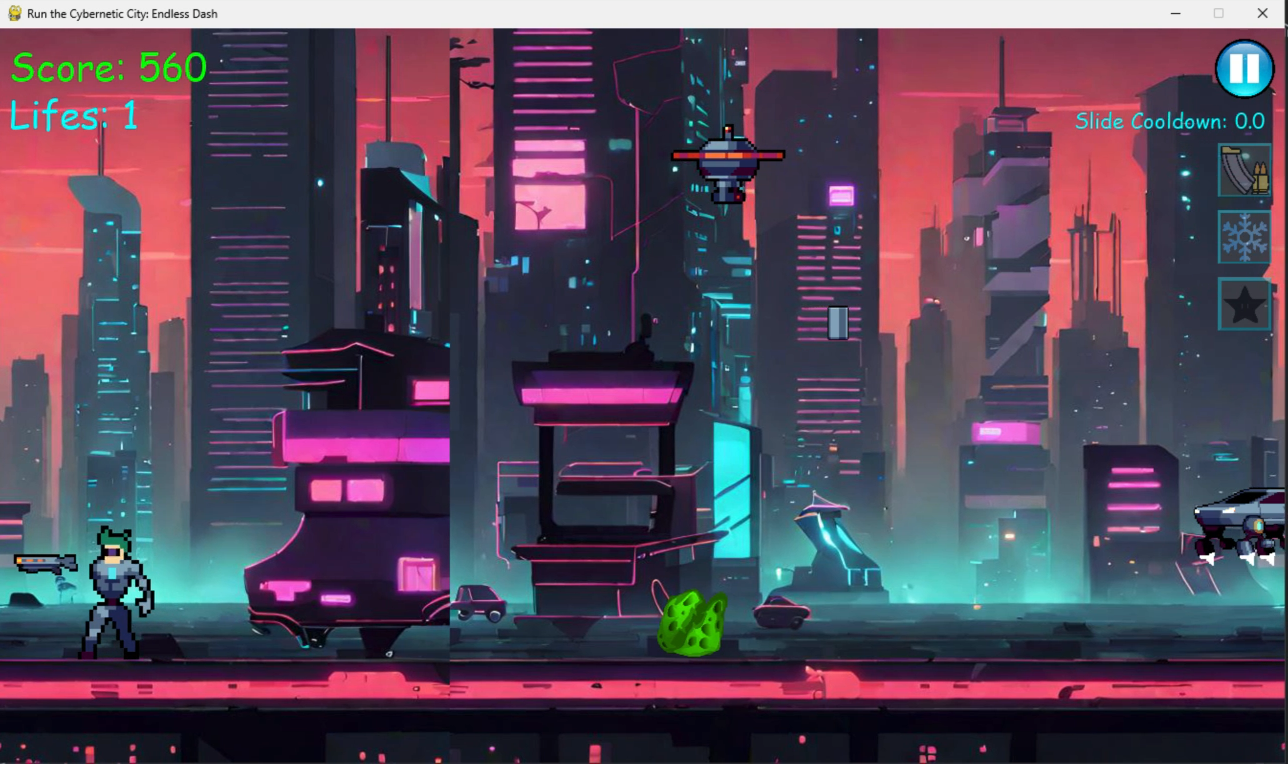 Run the Cybernetic City: Endless Dash
Score: 560
Lifes: 1
Slide Cooldown: 0.0